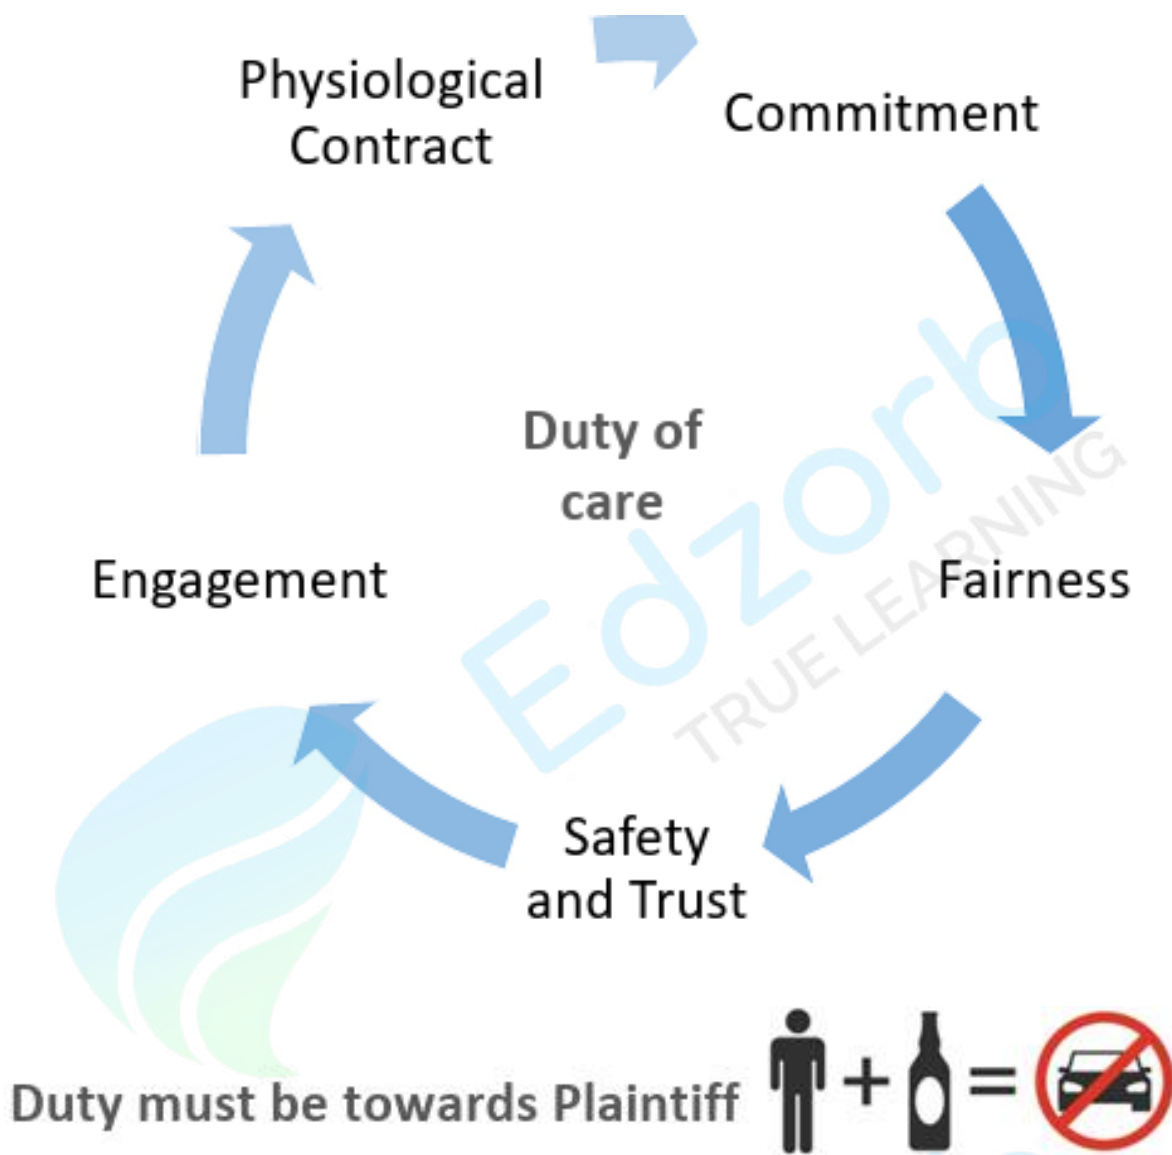 Physiological
Contract
Commitment
Duty of
care
Engagement
Fairness
Safety
and Trust
Duty must be towards Plaintiff
+
=
Edzorb
TRUE LEARNING